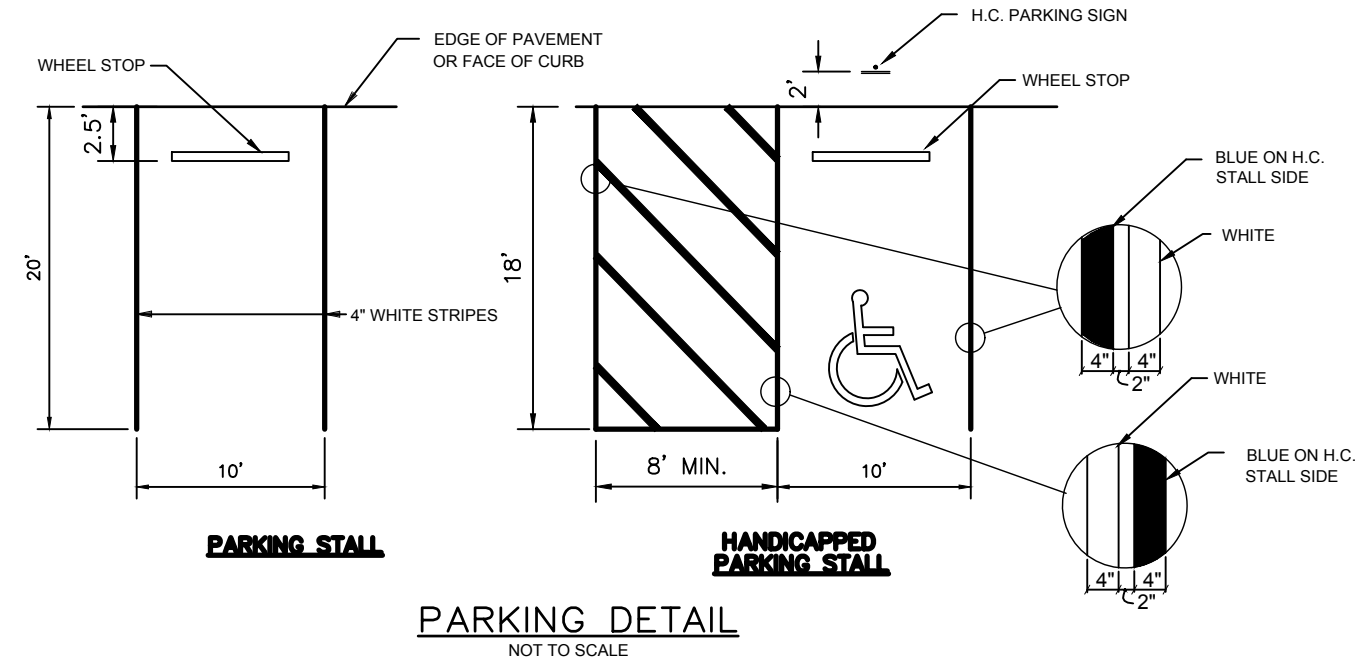 H.C. PARKING SIGN
EDGE OF PAVEMENT
OR FACE OF CURB
WHEEL STOP
WHEEL STOP
2'
2.5'
BLUE ON H.C.
STALL SIDE
WHITE
20'
18'
4" WHITE STRIPES
4" 4"
2"
WHITE
BLUE ON H.C.
STALL SIDE
10'
8' MIN.
10'
4" 4"
2"
PARKING STALL
HANDICAPPED
PARKING STALL
PARKING DETAIL
NOT TO SCALE